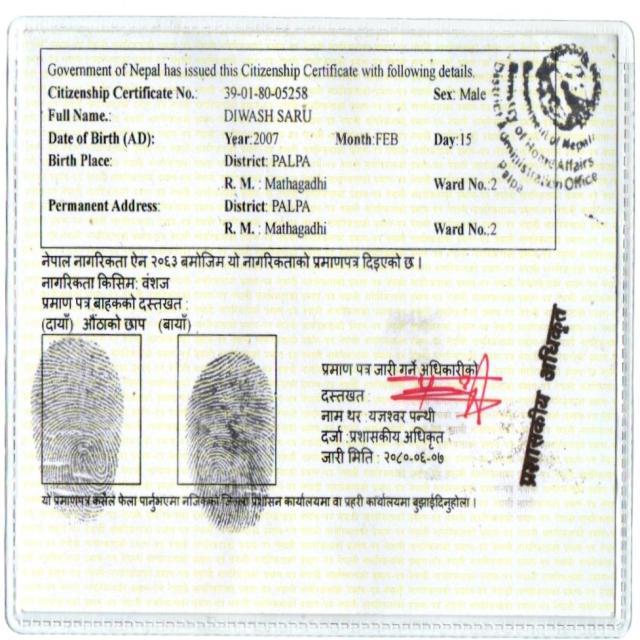 Government of Nepal has issued this Citizenship Certificate with following details.
Citizenship Certificate No.: 39-01-80-05258 Sex: Male
Full Name.: DIWASH SARU
Date of Birth (AD): Year:2007 Month:FEB Day:15
Birth Place: District: PALPA
R. M. : Mathagadhi Ward No.:2
Permanent Address: District: PALPA
R. M. : Mathagadhi Ward No.:2
of Nepal
Ministry of Home Affairs
District Administration Office
Palpa
नेपाल नागरिकता ऐन २०६३ बमोजिम यो नागरिकताको प्रमाणपत्र दिइएको छ ।
नागरिकता किसिम: वंशज
प्रमाण पत्र बाहकको दस्तखत :
(दायाँ) औंठाको छाप (बायाँ)
प्रमाण पत्र जारी गर्ने अधिकारीको
दस्तखत :
नाम थर : यज्ञश्वर पन्थी
दर्जा :प्रशासकीय अधिकृत
जारी मिति : २०८०-०६-०७
प्रशासकीय अधिकृत
यो प्रमाणपत्र कसैले फेला पार्नुभएमा नजिकको जिल्ला प्रशासन कार्यालयमा वा प्रहरी कार्यालयमा बुझाईदिनुहोला ।